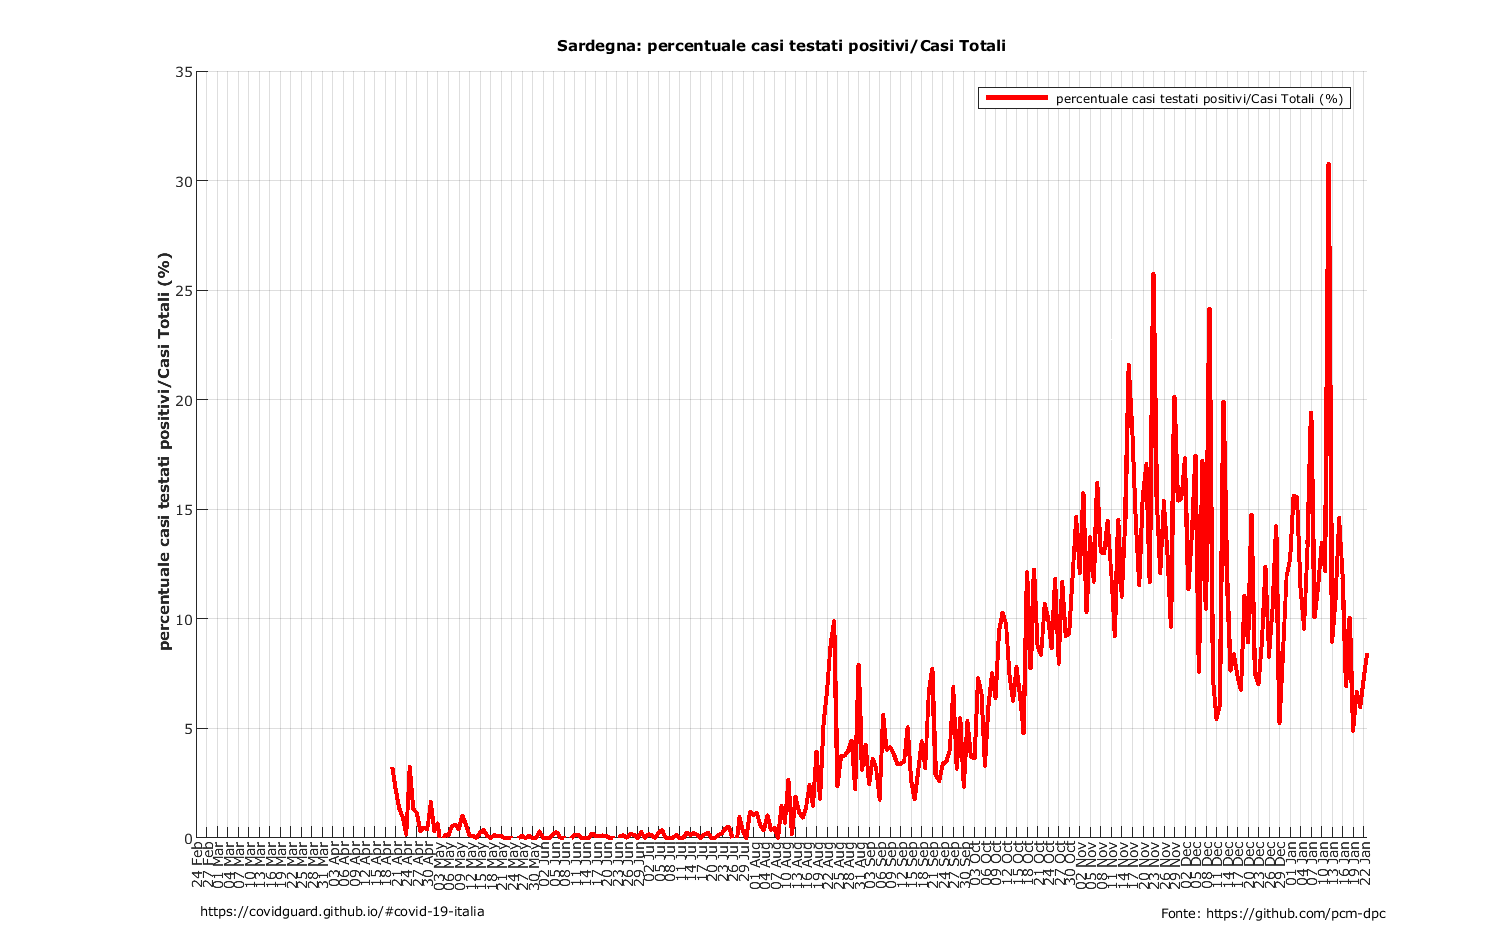 Sardegna: percentuale casi testati positivi/Casi Totali
percentuale casi testati positivi/Casi Totali (%)
percentuale casi testati positivi/Casi Totali (%)
35
30
25
20
15
10
5
0
24 Feb
27 Feb
01 Mar
04 Mar
07 Mar
10 Mar
13 Mar
16 Mar
19 Mar
22 Mar
25 Mar
28 Mar
31 Mar
03 Apr
06 Apr
09 Apr
12 Apr
15 Apr
18 Apr
21 Apr
24 Apr
27 Apr
30 Apr
03 May
06 May
09 May
12 May
15 May
18 May
21 May
24 May
27 May
30 May
02 Jun
05 Jun
08 Jun
11 Jun
14 Jun
17 Jun
20 Jun
23 Jun
26 Jun
29 Jun
02 Jul
05 Jul
08 Jul
11 Jul
14 Jul
17 Jul
20 Jul
23 Jul
26 Jul
29 Jul
01 Aug
04 Aug
07 Aug
10 Aug
13 Aug
16 Aug
19 Aug
22 Aug
25 Aug
28 Aug
31 Aug
03 Sep
06 Sep
09 Sep
12 Sep
15 Sep
18 Sep
21 Sep
24 Sep
27 Sep
30 Sep
03 Oct
06 Oct
09 Oct
12 Oct
15 Oct
18 Oct
21 Oct
24 Oct
27 Oct
30 Oct
02 Nov
05 Nov
08 Nov
11 Nov
14 Nov
17 Nov
20 Nov
23 Nov
26 Nov
29 Nov
02 Dec
05 Dec
08 Dec
11 Dec
14 Dec
17 Dec
20 Dec
23 Dec
26 Dec
29 Dec
01 Jan
04 Jan
07 Jan
10 Jan
13 Jan
16 Jan
19 Jan
22 Jan
https://covidguard.github.io/#covid-19-italia
Fonte: https://github.com/pcm-dpc